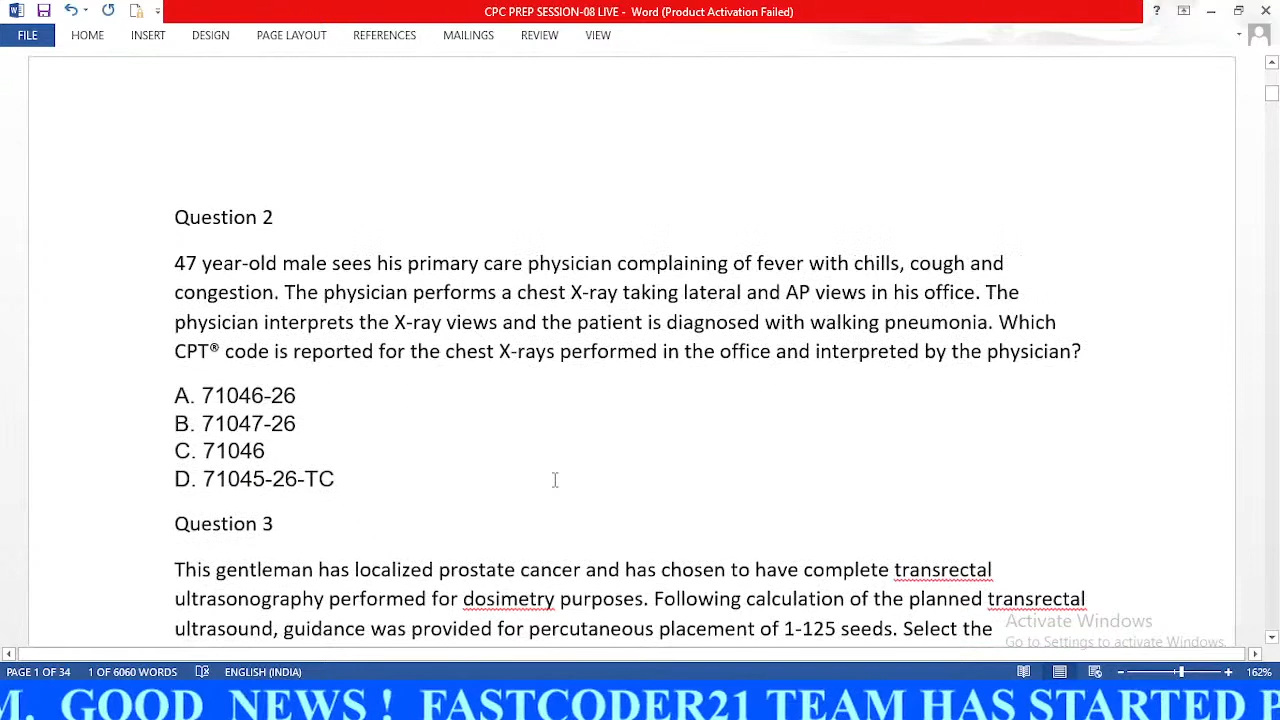 CPC PREP SESSION-08 LIVE - Word (Product Activation Failed)
FILE HOME INSERT DESIGN PAGE LAYOUT REFERENCES MAILINGS REVIEW VIEW
Question 2
47 year-old male sees his primary care physician complaining of fever with chills, cough and
congestion. The physician performs a chest X-ray taking lateral and AP views in his office. The
physician interprets the X-ray views and the patient is diagnosed with walking pneumonia. Which
CPT® code is reported for the chest X-rays performed in the office and interpreted by the physician?
A. 71046-26
B. 71047-26
C. 71046
D. 71045-26-TC
Question 3
This gentleman has localized prostate cancer and has chosen to have complete transrectal
ultrasonography performed for dosimetry purposes. Following calculation of the planned transrectal
ultrasound, guidance was provided for percutaneous placement of 1-125 seeds. Select the
Activate Windows
Go to Settings to activate Windows.
PAGE 1 OF 34 1 OF 6060 WORDS ENGLISH (INDIA) 162%
M. GOOD NEWS ! FASTCODER21 TEAM HAS STARTED P